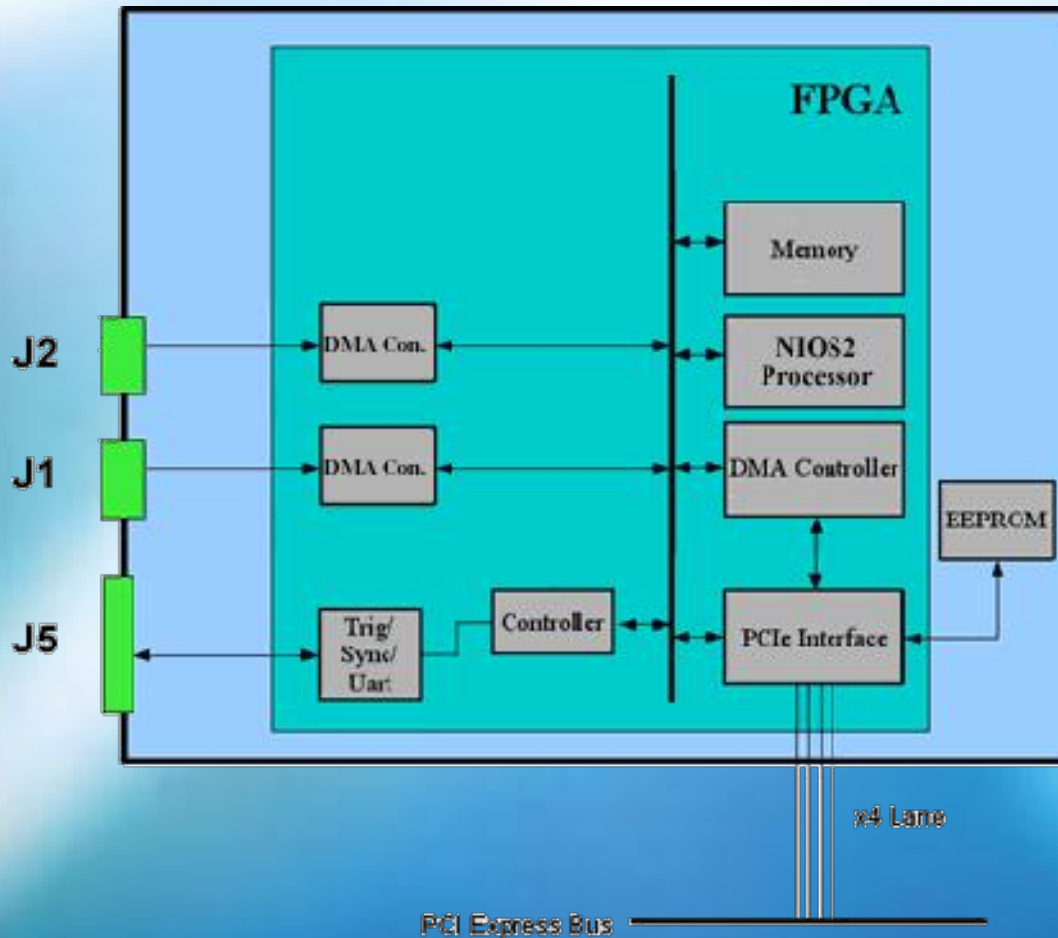 FPGA
Memory
J2
DMA Con.
NIOS2
Processor
J1
DMA Con.
DMA Controller
EEPROM
J5
Trig/
Sync/
Uart
Controller
PCIe Interface
x4 Lane
PCI Express Bus